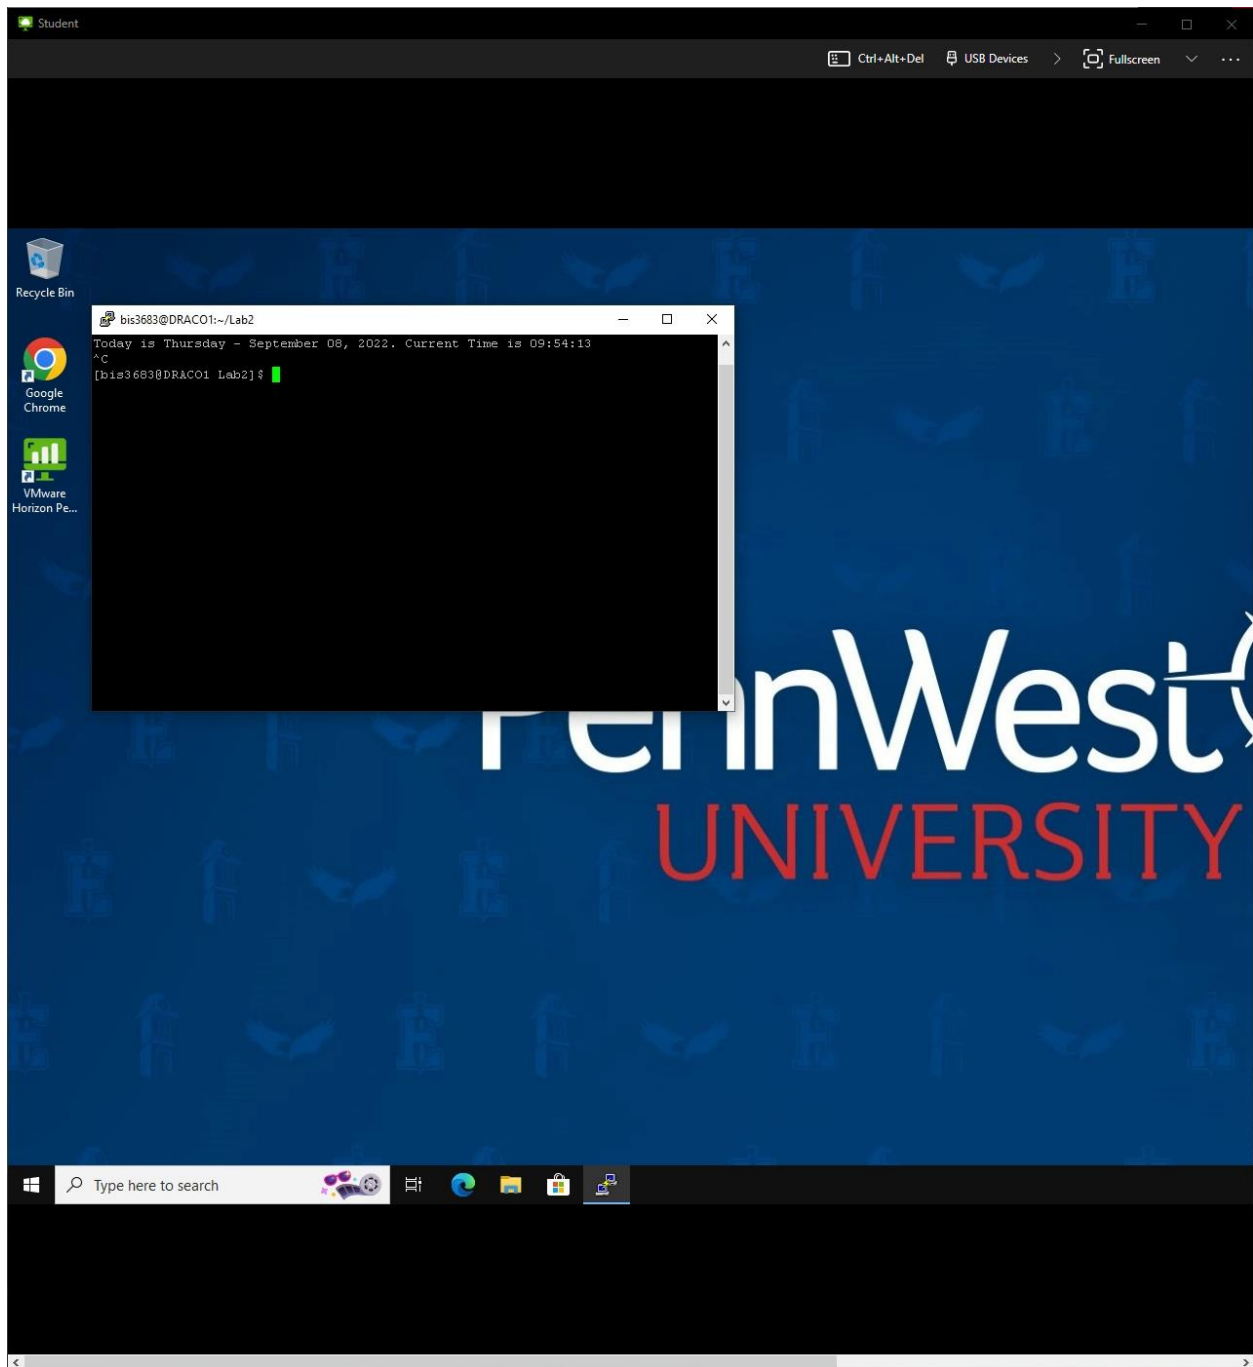 Student
Ctrl+Alt+Del USB Devices Fullscreen
Recycle Bin
bis3683@DRACO1:~/Lab2
Today is Thursday - September 08, 2022. Current Time is 09:54:13
^C
[bis3683@DRACO1 Lab2]$
Google
Chrome
VMware
Horizon Pe...
PennWest
UNIVERSITY
Type here to search